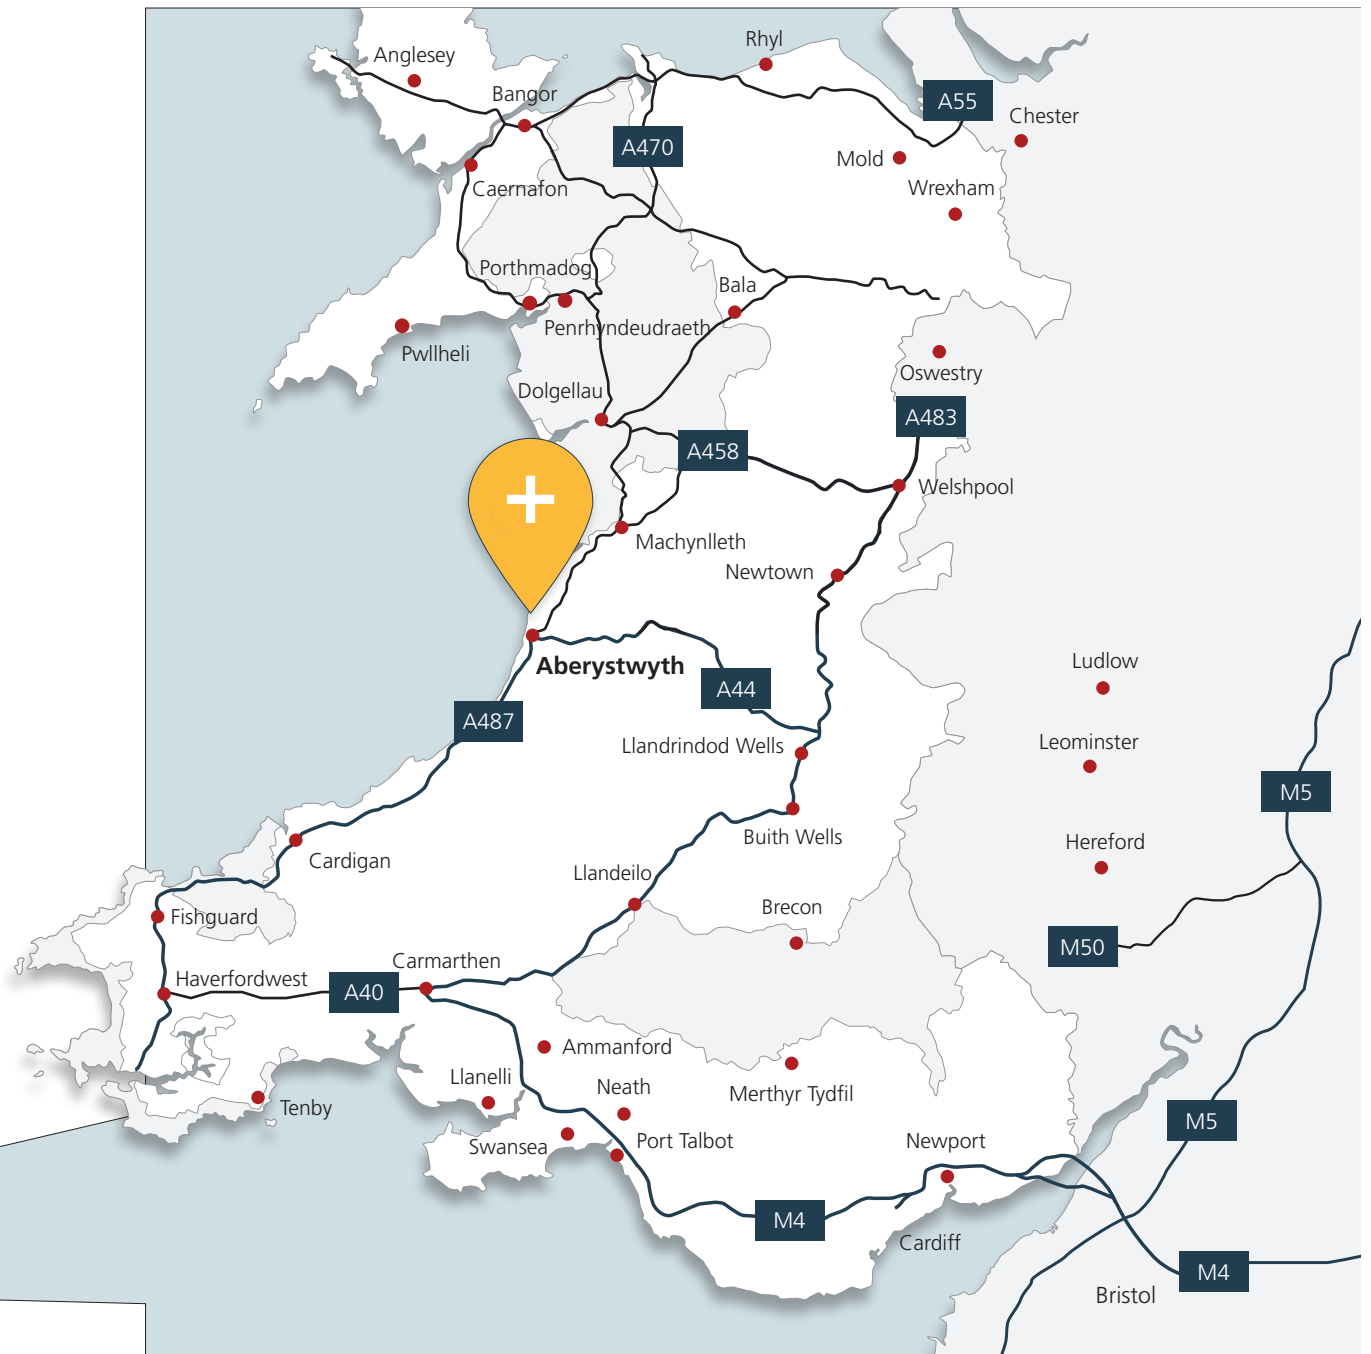 Rhyl
Anglesey
Bangor
A55
Chester
A470
Mold
Caernafon
Wrexham
Porthmadog
Bala
Penrhyndeudraeth
Pwllheli
Oswestry
Dolgellau
A483
A458
Welshpool
Machynlleth
Newtown
Aberystwyth
Ludlow
A44
A487
Llandrindod Wells
Leominster
M5
Buith Wells
Hereford
Cardigan
Llandeilo
Brecon
Fishguard
M50
Carmarthen
Haverfordwest
A40
Ammanford
Llanelli
Neath
Merthyr Tydfil
Tenby
M5
Swansea
Port Talbot
Newport
M4
Cardiff
M4
Bristol